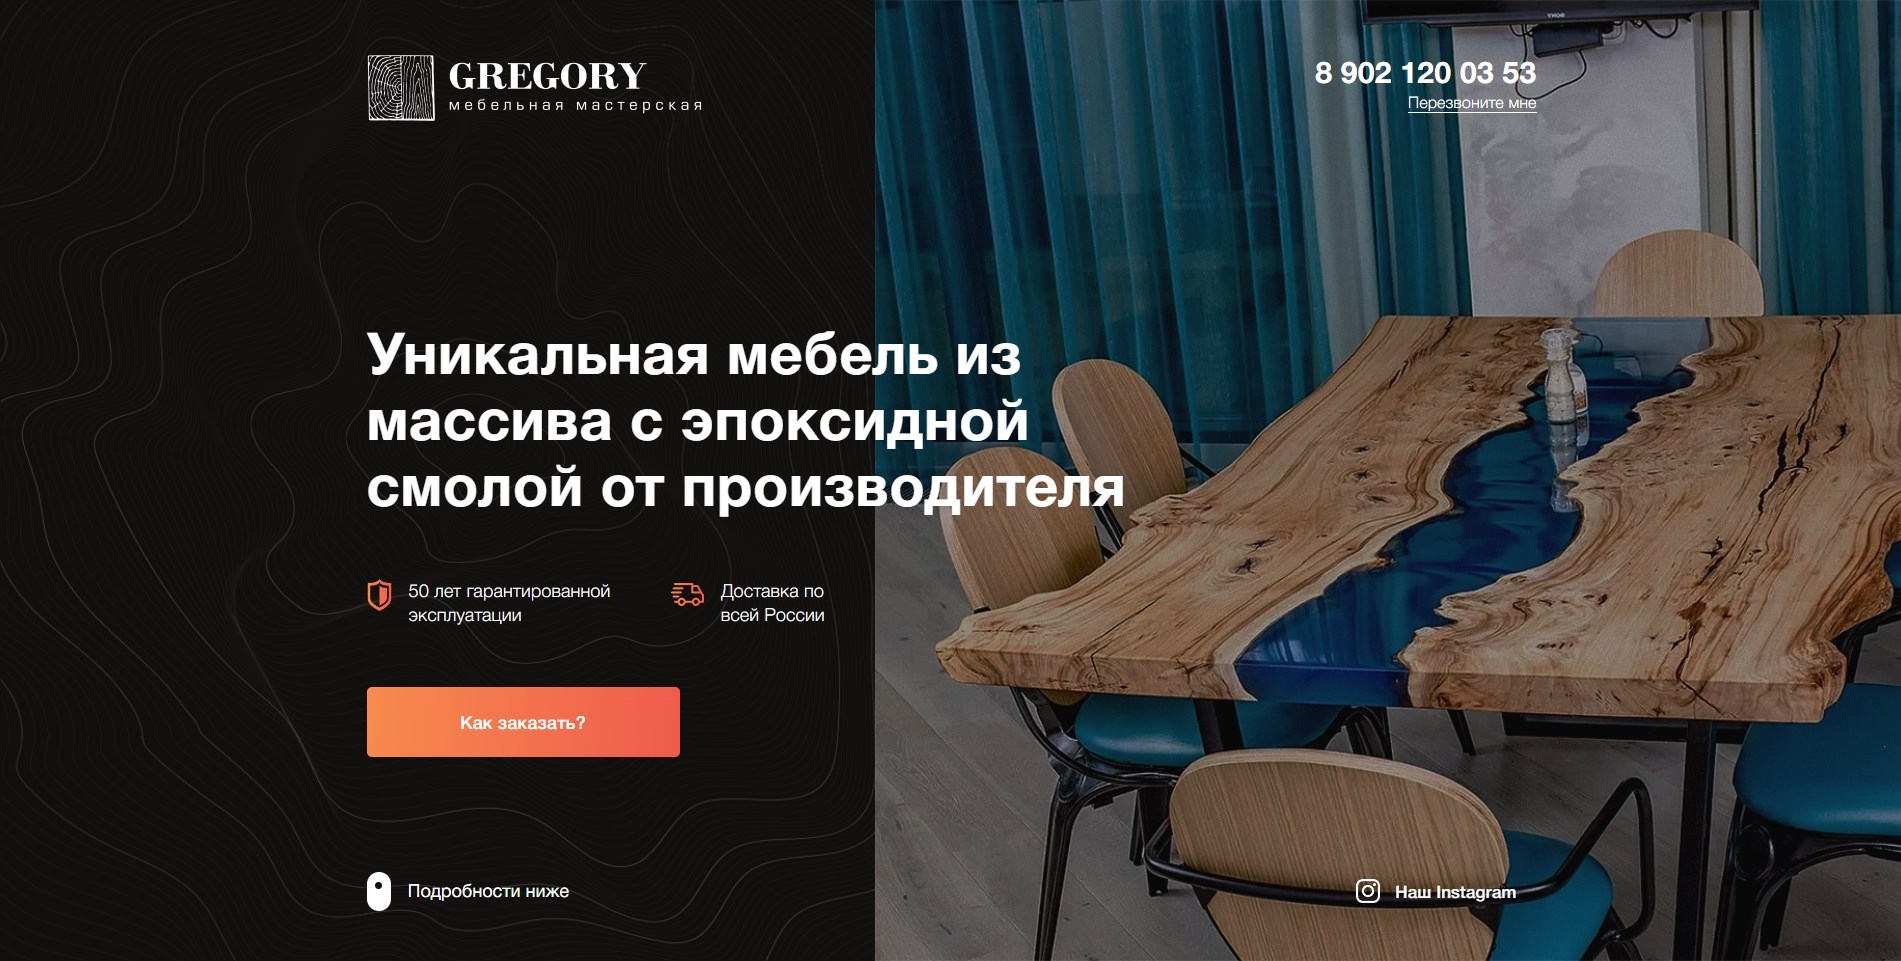 GREGORY
мебельная мастерская
8 902 120 03 53
Перезвоните мне
Уникальная мебель из
массива с эпоксидной
смолой от производителя
50 лет гарантированной
эксплуатации
Доставка по
всей России
Как заказать?
Подробности ниже
Наш Instagram